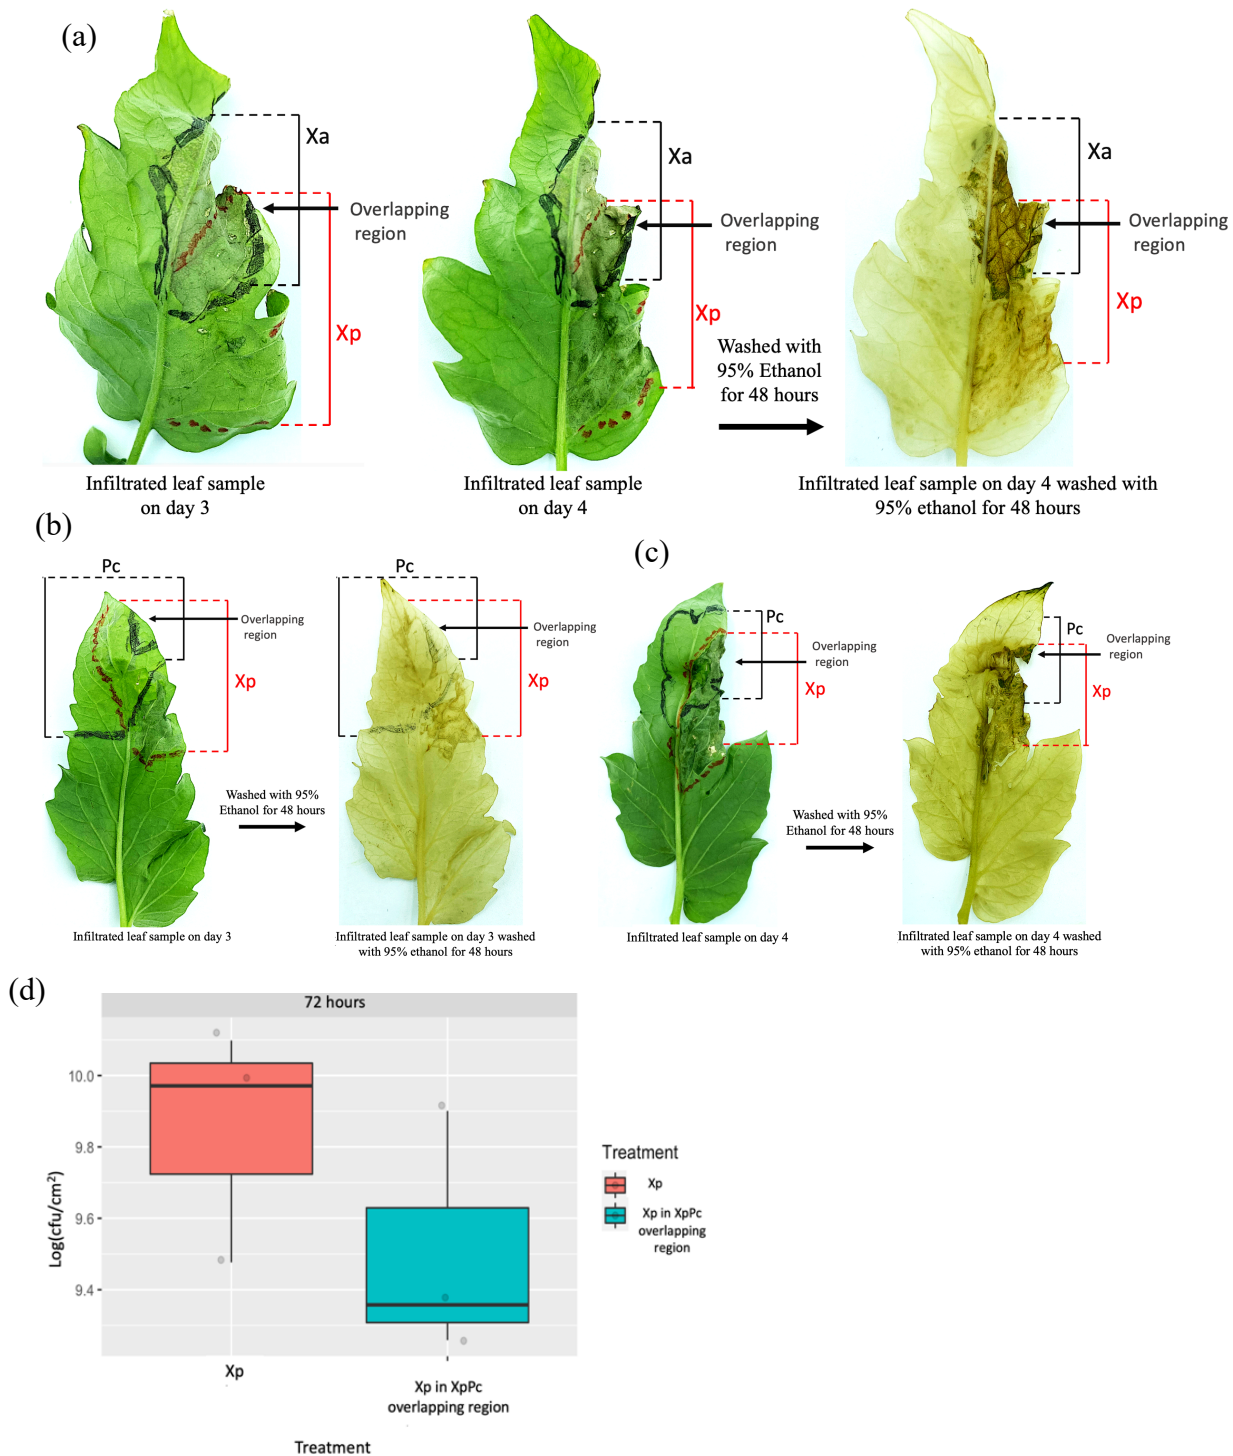 (a)
Xa
Overlapping
region
Xp
Infiltrated leaf sample
on day 3
Xa
Overlapping
region
Xp
Infiltrated leaf sample
on day 4
Washed with
95% Ethanol
for 48 hours
Xa
Overlapping
region
Xp
Infiltrated leaf sample on day 4 washed with
95% ethanol for 48 hours
(b)
Pc
Overlapping
region
Xp
Infiltrated leaf sample on day 3
Washed with 95%
Ethanol for 48 hours
Pc
Overlapping
region
Xp
Infiltrated leaf sample on day 3 washed
with 95% ethanol for 48 hours
(c)
Pc
Overlapping
region
Xp
Infiltrated leaf sample on day 4
Washed with 95%
Ethanol for 48 hours
Pc
Overlapping
region
Xp
Infiltrated leaf sample on day 4 washed
with 95% ethanol for 48 hours
(d)
72 hours
Log(cfu/cm²)
10.0
9.8
9.6
9.4
Xp
Xp in XpPc
overlapping region
Treatment
Treatment
Xp
Xp in XpPc
overlapping
region